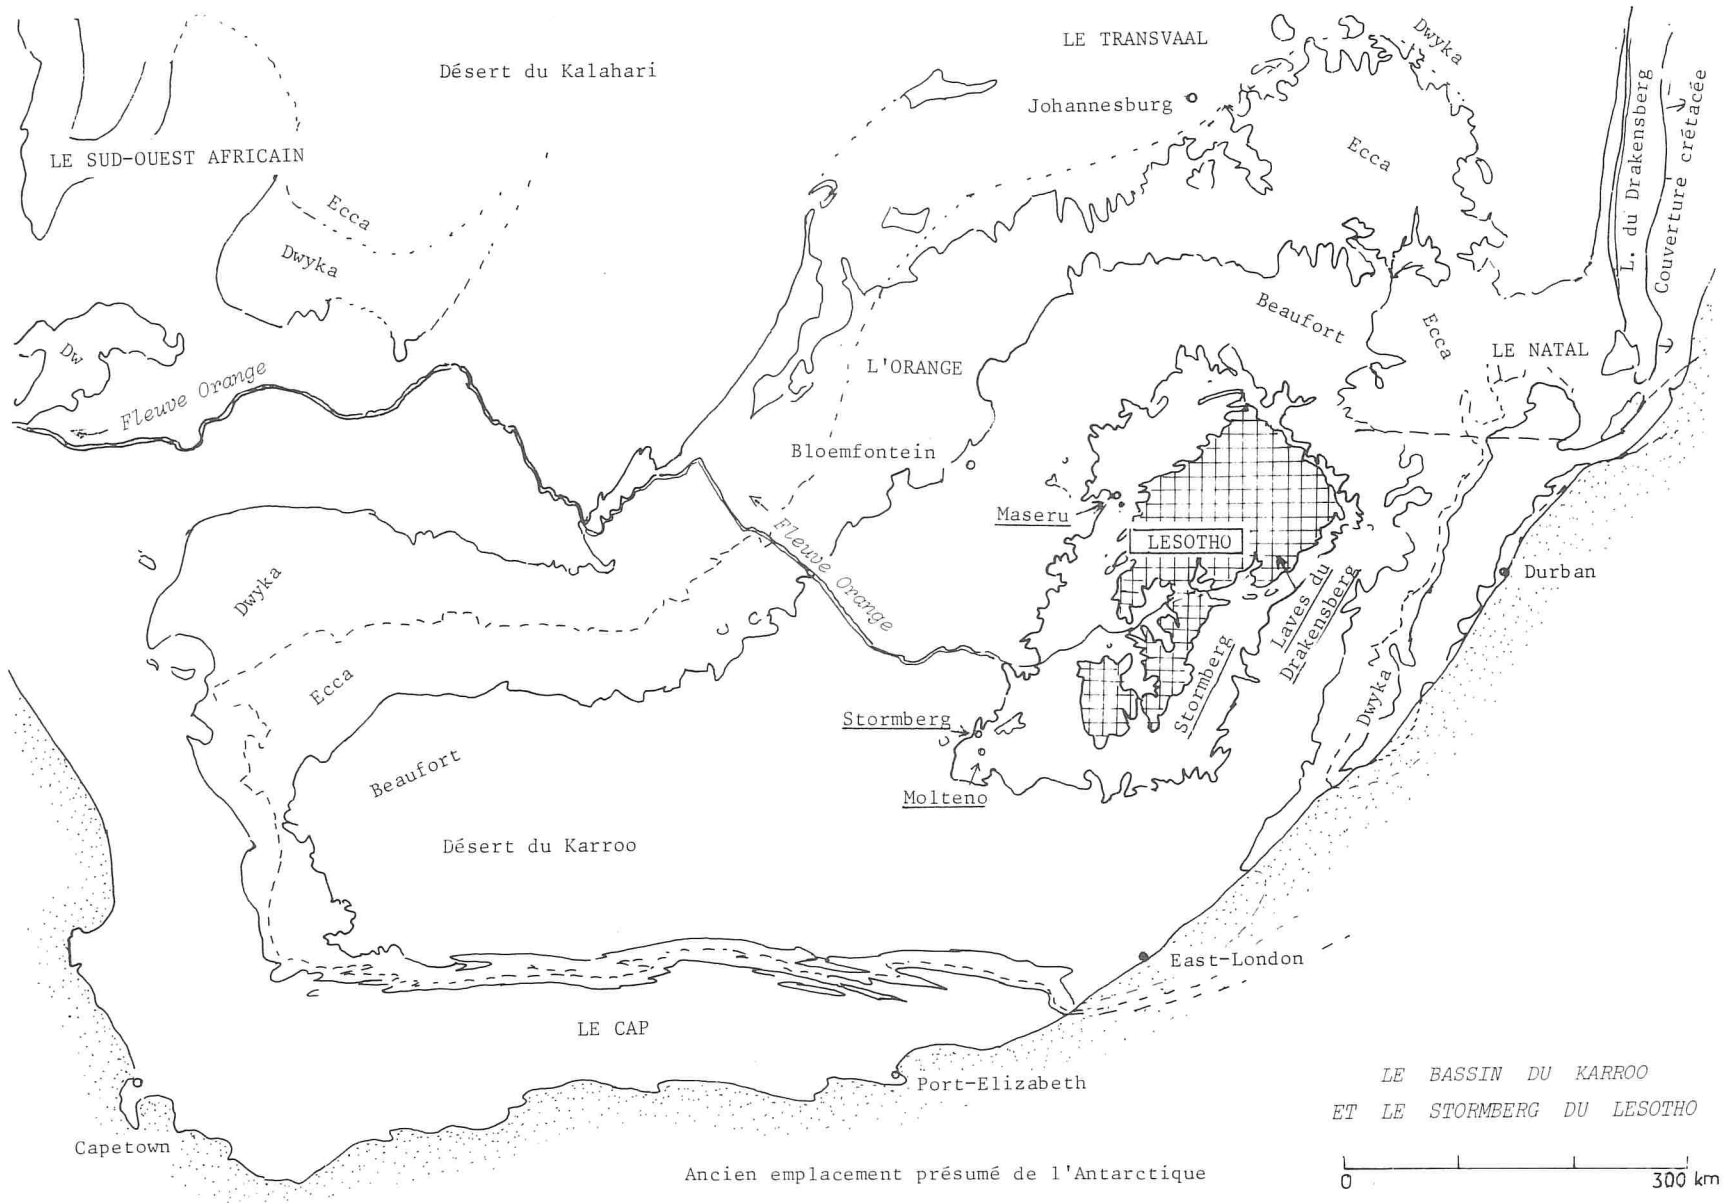 LE TRANSVAAL
Dwyka
Désert du Kalahari
Johannesburg
L. du Drakensberg
Couverture crétacée
LE SUD-OUEST AFRICAIN
Ecca
Ecca
Dwyka
Beaufort
Ecca
Dw
LE NATAL
Fleuve Orange
L'ORANGE
Bloemfontein
Maseru
Fleuve Orange
LESOTHO
Durban
Dwyka
Laves du
Drakensberg
Stormberg
Ecca
Dwyka
Stormberg
Beaufort
Molteno
Désert du Karroo
East-London
LE CAP
Port-Elizabeth
Capetown
LE BASSIN DU KARROO
ET LE STORMBERG DU LESOTHO
Ancien emplacement présumé de l'Antarctique
0 300 km